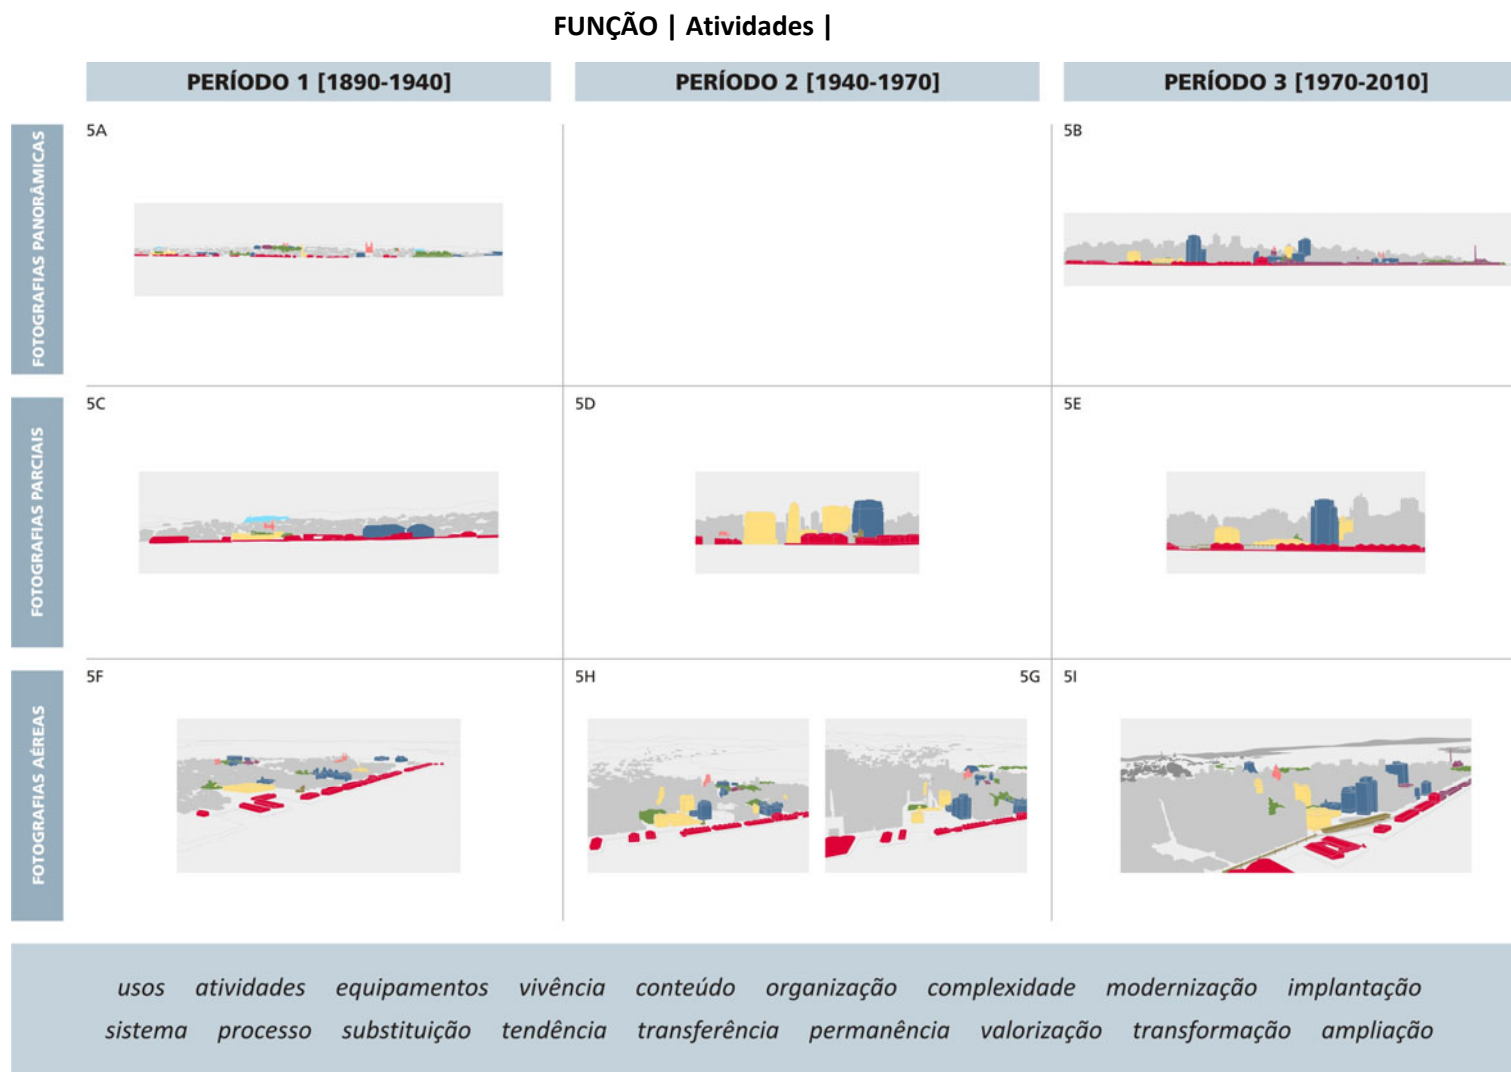 FUNÇÃO | Atividades |
PERÍODO 1 [1890-1940]
PERÍODO 2 [1940-1970]
PERÍODO 3 [1970-2010]
FOTOGRAFIAS PANORÂMICAS
5A
5B
FOTOGRAFIAS PARCIAIS
5C
5D
5E
FOTOGRAFIAS AÉREAS
5F
5H
5G
5I
usos atividades equipamentos vivência conteúdo organização complexidade modernização implantação
sistema processo substituição tendência transferência permanência valorização transformação ampliação